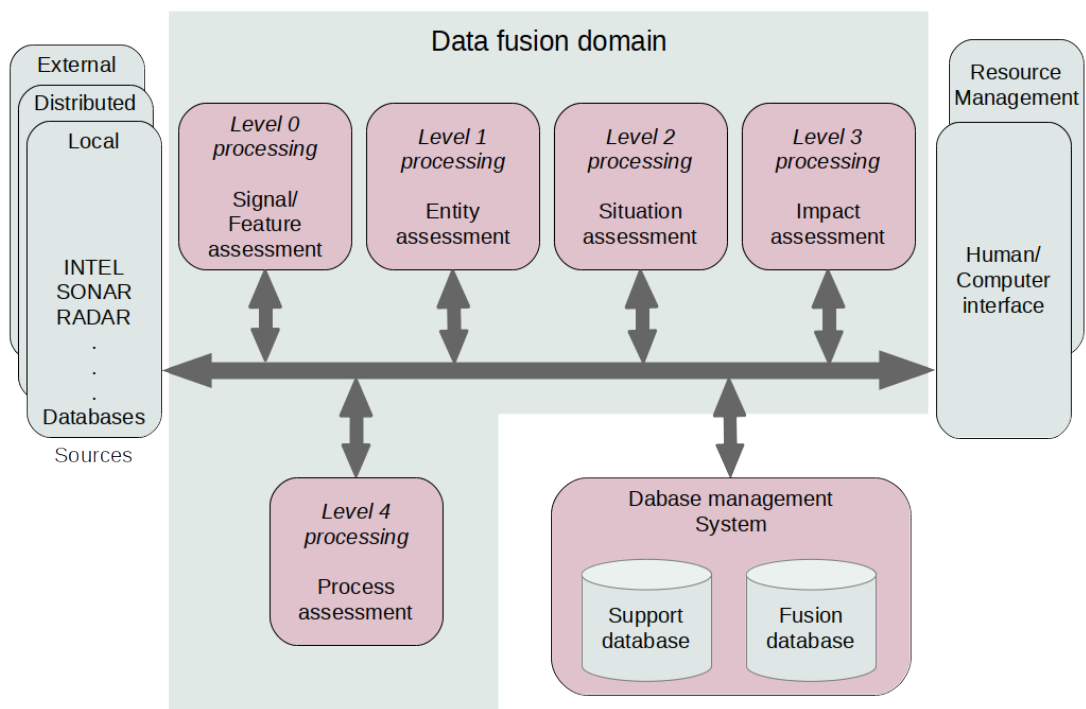 Data fusion domain
External
Distributed
Local
INTEL
SONAR
RADAR
.
.
.
Databases
Sources
Level 0
processing
Signal/
Feature
assessment
Level 1
processing
Entity
assessment
Level 2
processing
Situation
assessment
Level 3
processing
Impact
assessment
Resource
Management
Human/
Computer
interface
Level 4
processing
Process
assessment
Dabase management
System
Support
database
Fusion
database